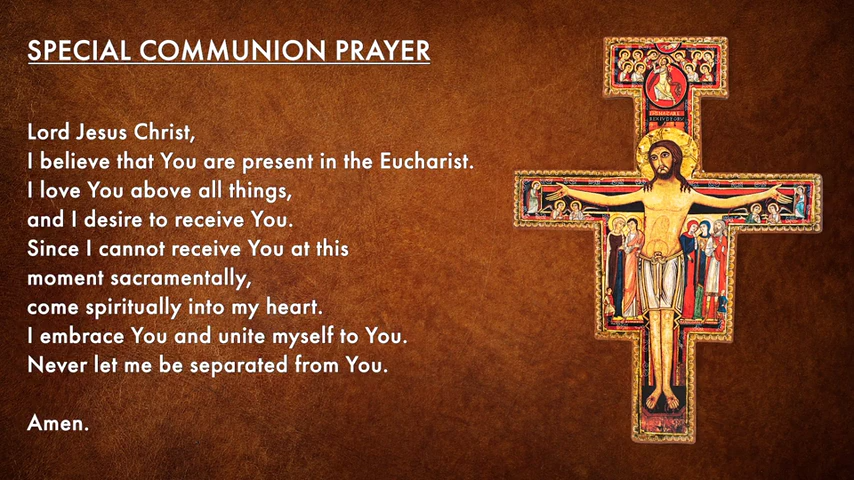 SPECIAL COMMUNION PRAYER
Lord Jesus Christ,
I believe that You are present in the Eucharist.
I love You above all things,
and I desire to receive You.
Since I cannot receive You at this
moment sacramentally,
come spiritually into my heart.
I embrace You and unite myself to You.
Never let me be separated from You.
Amen.